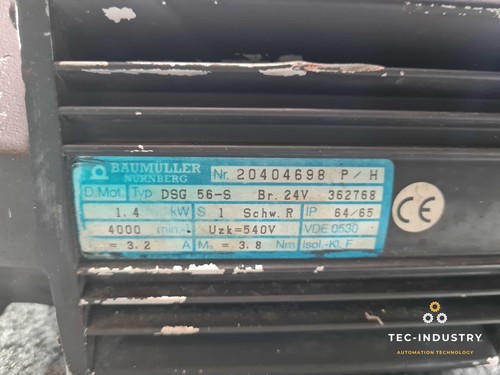 BAUMÜLLER
NÜRNBERG
Nr. 20404698 P/H
D.Mot. Typ DSG 56-S Br. 24V 362768
1.4 kW S 1 Schw.R IP 64/65
4000 min Uzk=540V VDE 0530
= 3.2 A M = 3.8 Nm Isol.-Kl. F
CE
TEC-INDUSTRY
AUTOMATION TECHNOLOGY